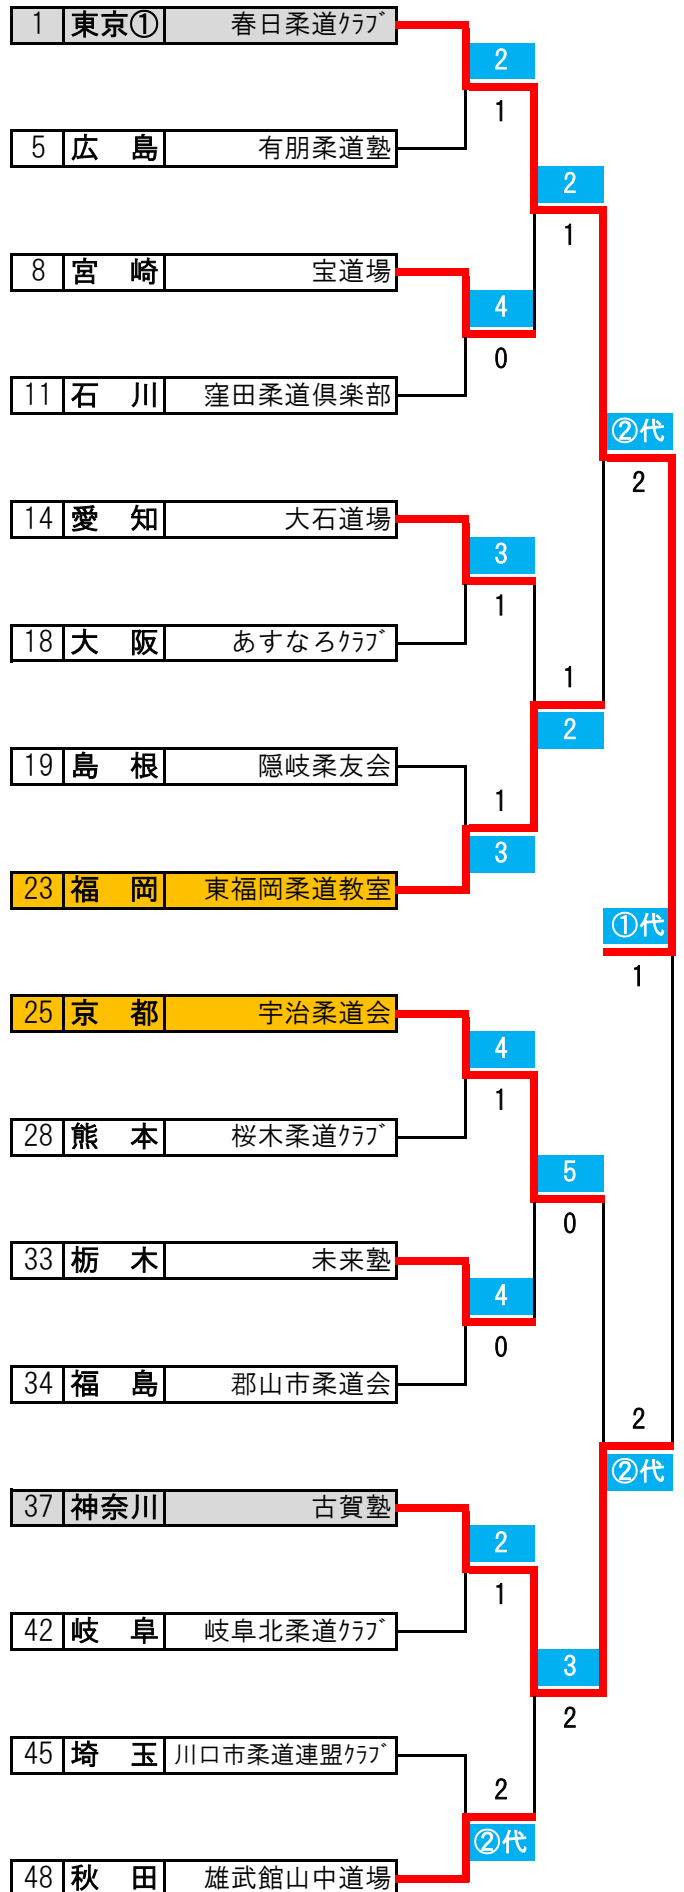 1 東京① 春日柔道ｸﾗﾌﾞ
2
1
5 広 島 有朋柔道塾
2
1
8 宮 崎 宝道場
4
0
11 石 川 窪田柔道倶楽部
②代
2
14 愛 知 大石道場
3
1
18 大 阪 あすなろｸﾗﾌﾞ
1
2
19 島 根 隠岐柔友会
1
3
23 福 岡 東福岡柔道教室
①代
1
25 京 都 宇治柔道会
4
1
28 熊 本 桜木柔道ｸﾗﾌﾞ
5
0
33 栃 木 未来塾
4
0
34 福 島 郡山市柔道会
2
②代
37 神奈川 古賀塾
2
1
42 岐 阜 岐阜北柔道ｸﾗﾌﾞ
3
2
45 埼 玉 川口市柔道連盟ｸﾗﾌﾞ
2
②代
48 秋 田 雄武館山中道場